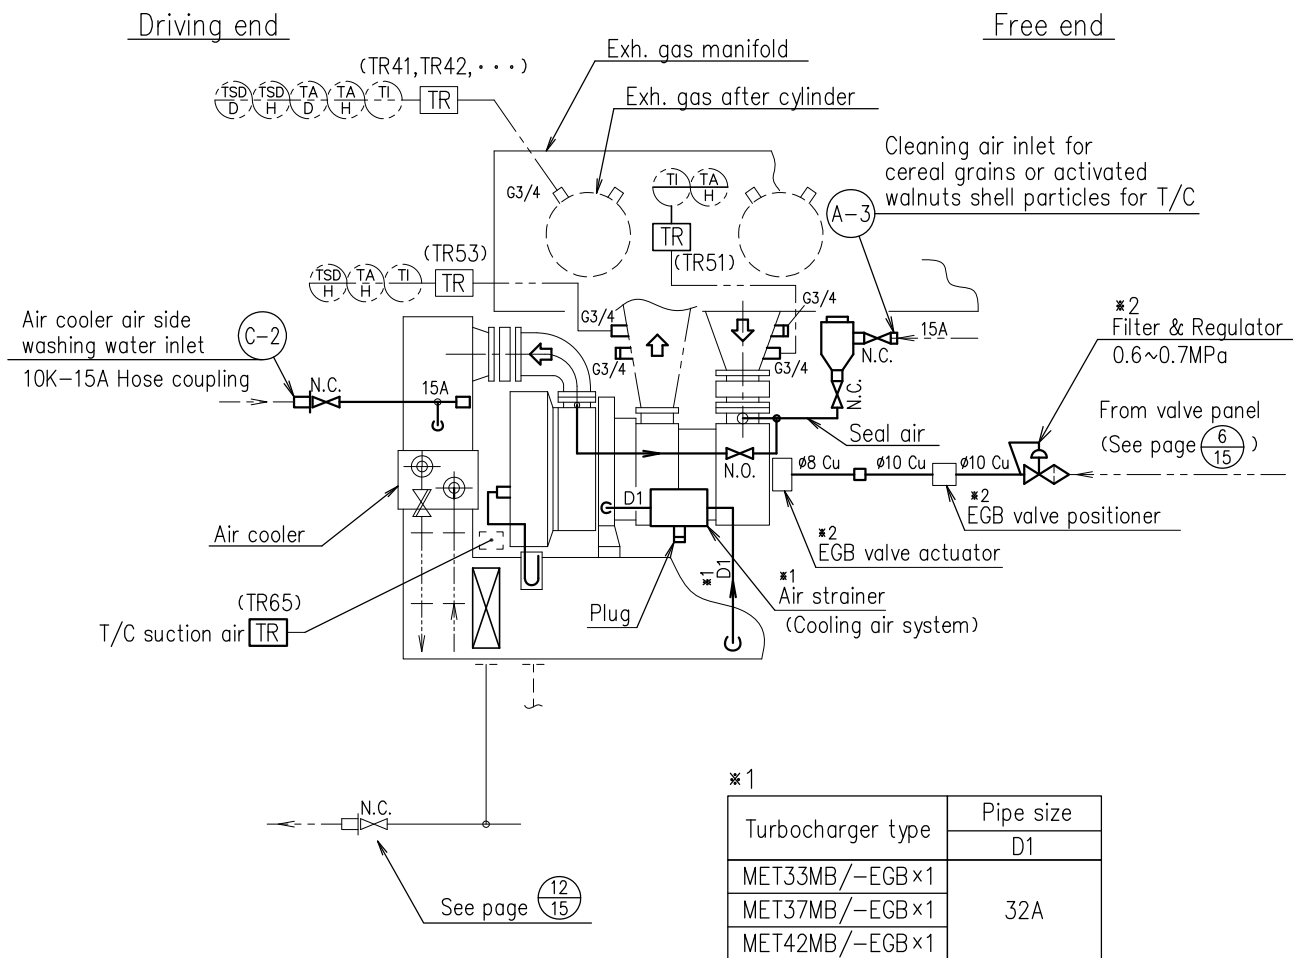 Driving end
Free end
Exh. gas manifold
(TR41,TR42,・・・)
TSD
D
TSD
H
TA
D
TA
H
TI
TR
Exh. gas after cylinder
Cleaning air inlet for
cereal grains or activated
walnuts shell particles for T/C
A-3
G3/4
TI
TA
H
TR
(TR51)
(TR53)
TSD
H
TA
H
TI
TR
G3/4
G3/4
G3/4
G3/4
15A
N.C.
N.C.
Air cooler air side
washing water inlet
10K-15A Hose coupling
C-2
N.C.
15A
※2
Filter & Regulator
0.6~0.7MPa
From valve panel
(See page 6/15)
Seal air
N.O.
ø8 Cu
ø10 Cu
ø10 Cu
※2
EGB valve positioner
※2
EGB valve actuator
D1
※1
D1
Air cooler
※1
Air strainer
(Cooling air system)
Plug
(TR65)
T/C suction air TR
N.C.
See page 12/15
※1
Turbocharger type
Pipe size
D1
MET33MB/-EGB×1
MET37MB/-EGB×1
32A
MET42MB/-EGB×1